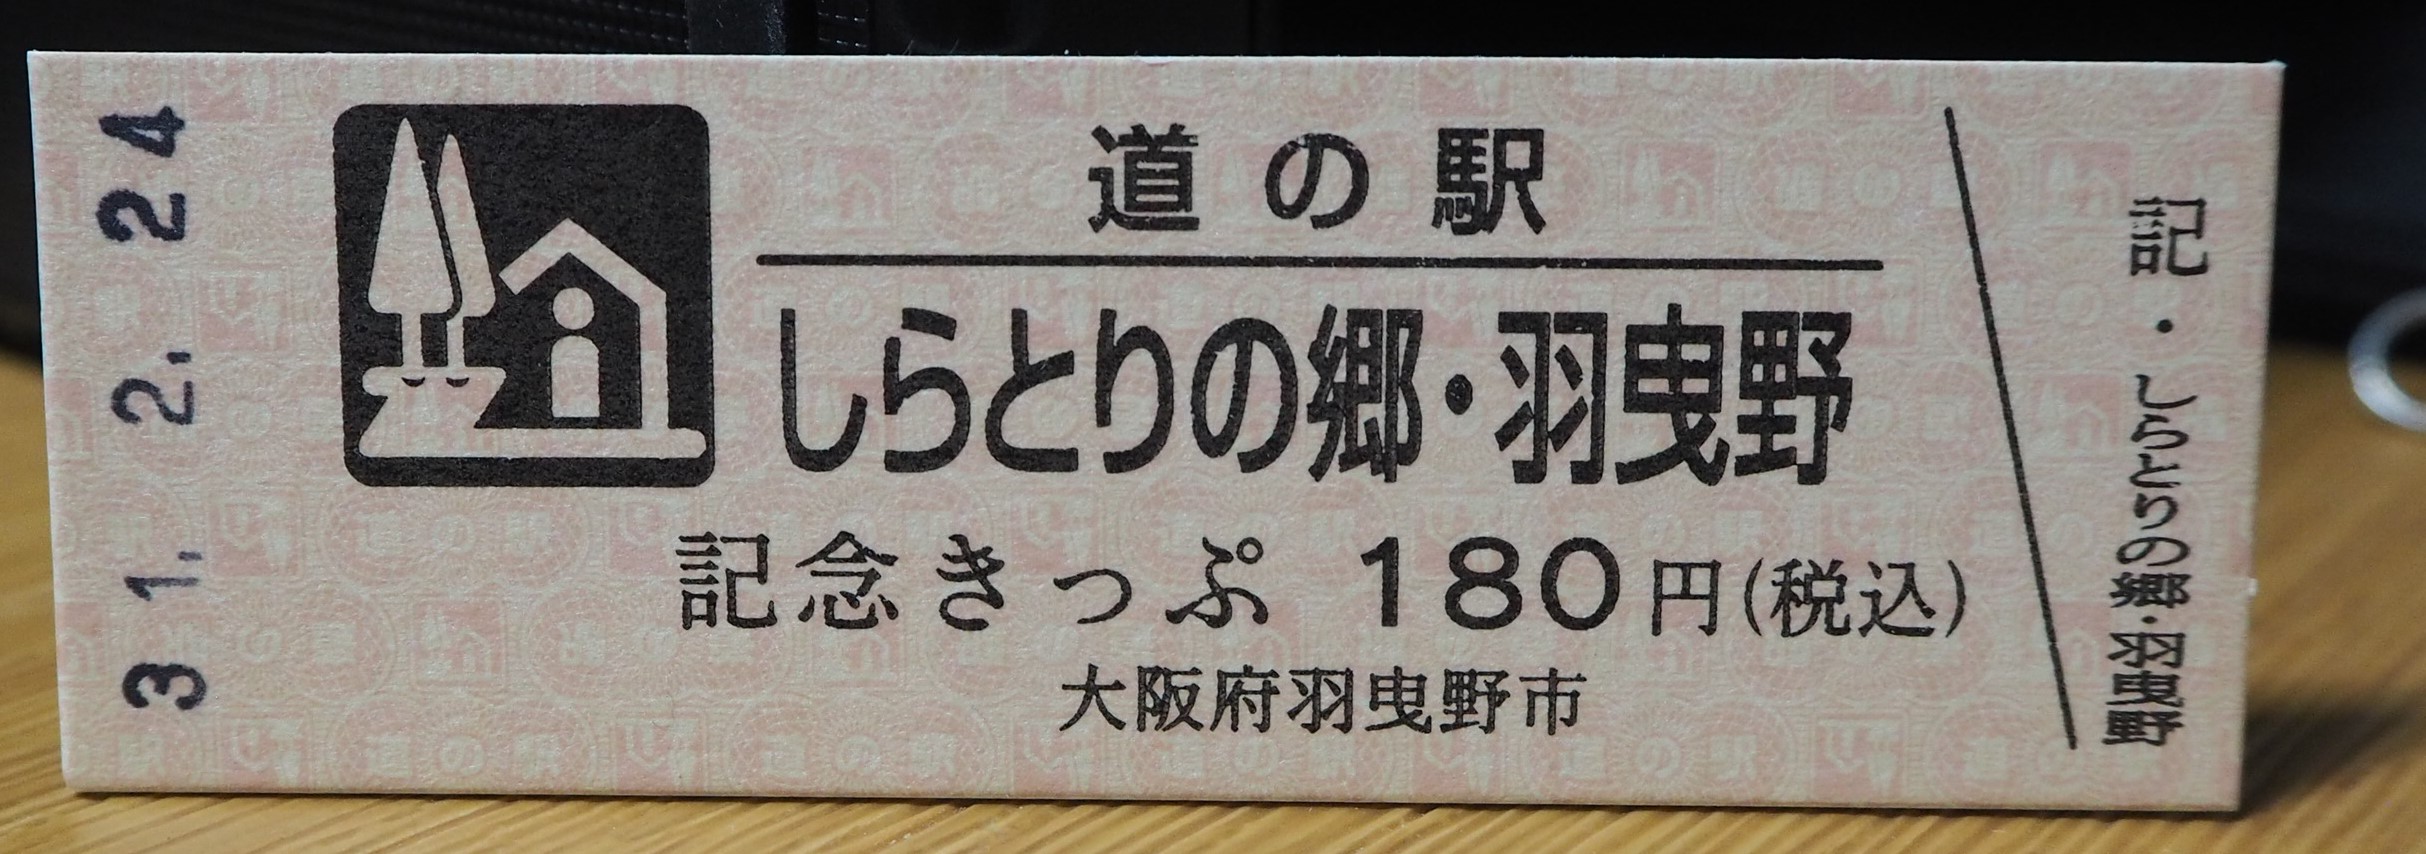 31. 2. 24
道の駅
しらとりの郷・羽曳野
記念きっぷ 180円(税込)
大阪府羽曳野市
記・しらとりの郷・羽曳野